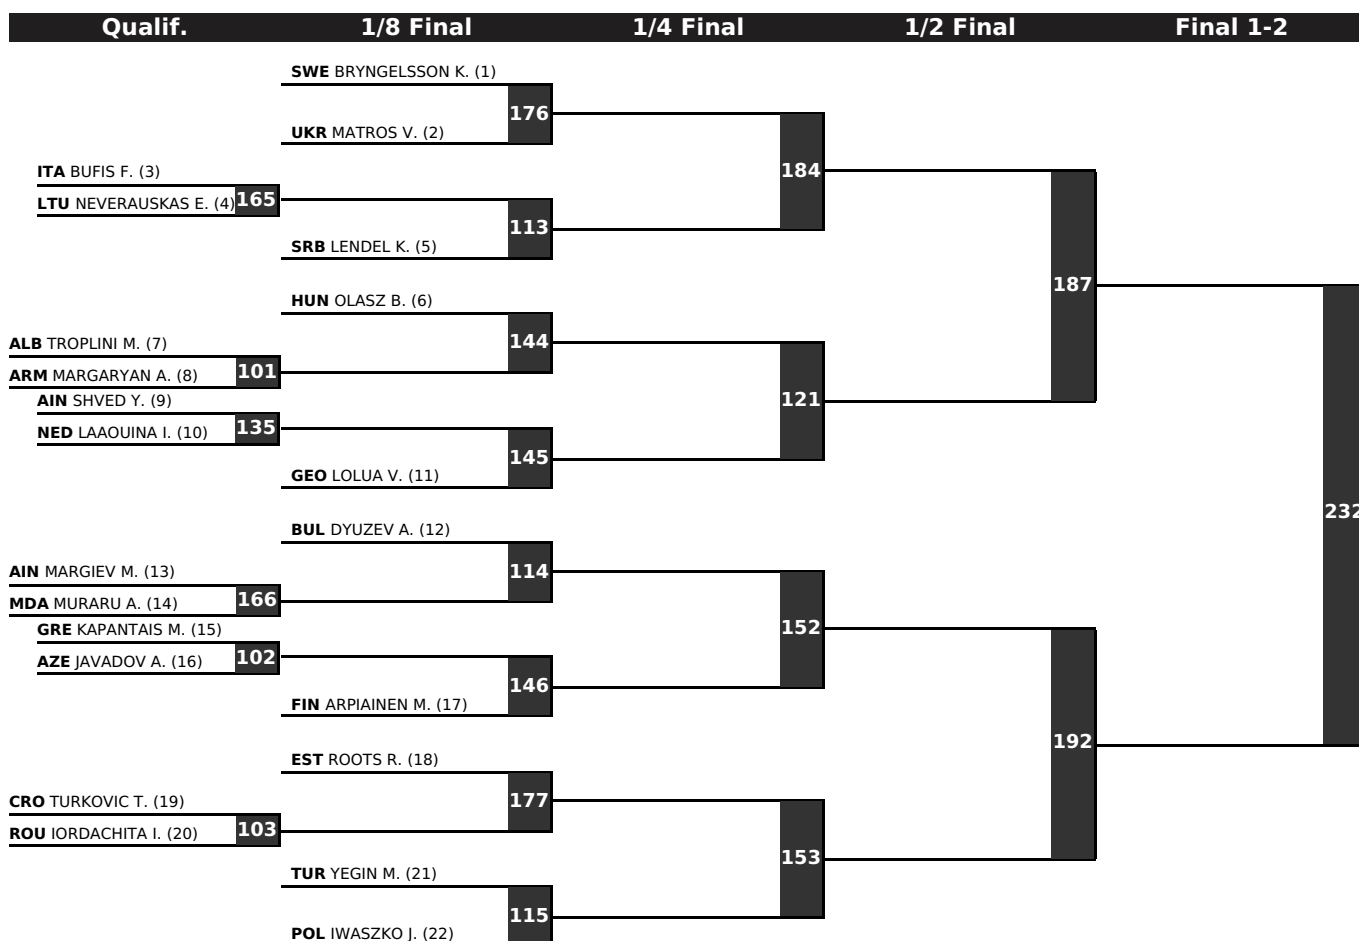 Qualif. 1/8 Final 1/4 Final 1/2 Final Final 1-2
SWE BRYNGELSSON K. (1)
176
UKR MATROS V. (2)
ITA BUFIS F. (3)
184
LTU NEVERAUSKAS E. (4) 165
113
SRB LENDEL K. (5)
187
HUN OLASZ B. (6)
144
ALB TROPLINI M. (7)
ARM MARGARYAN A. (8) 101
AIN SHVED Y. (9)
121
NED LAAOUINA I. (10) 135
145
GEO LOLUA V. (11)
232
BUL DYUZEV A. (12)
114
AIN MARGIEV M. (13)
MDA MURARU A. (14) 166
GRE KAPANTAIS M. (15)
152
AZE JAVADOV A. (16) 102
146
FIN ARPIAINEN M. (17)
192
EST ROOTS R. (18)
177
CRO TURKOVIC T. (19)
ROU IORDACHITA I. (20) 103
153
TUR YEGIN M. (21)
115
POL IWASZKO J. (22)